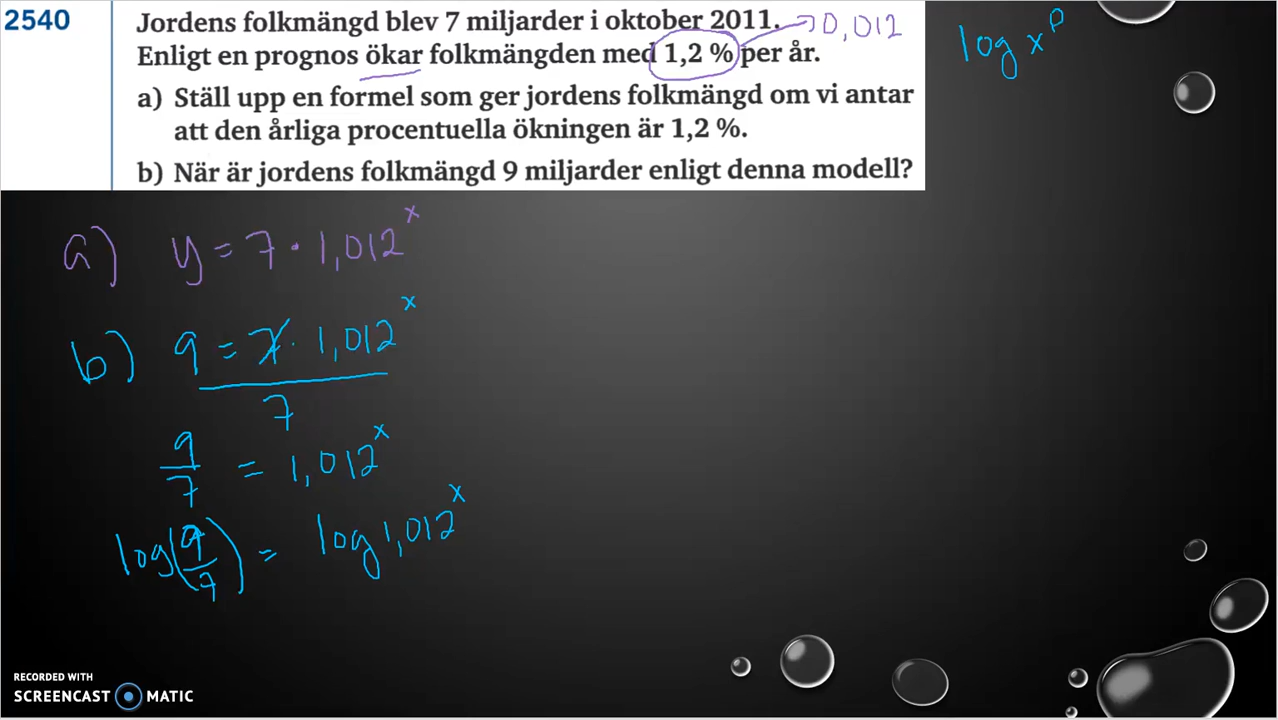 2540
Jordens folkmängd blev 7 miljarder i oktober 2011.
Enligt en prognos ökar folkmängden med 1,2 % per år.
0,012
log x^p
a) Ställ upp en formel som ger jordens folkmängd om vi antar
att den årliga procentuella ökningen är 1,2 %.
b) När är jordens folkmängd 9 miljarder enligt denna modell?
a) y = 7 · 1,012^x
b) 9 = 7 · 1,012^x
7
9/7 = 1,012^x
log(9/7) = log 1,012^x
RECORDED WITH
SCREENCAST MATIC